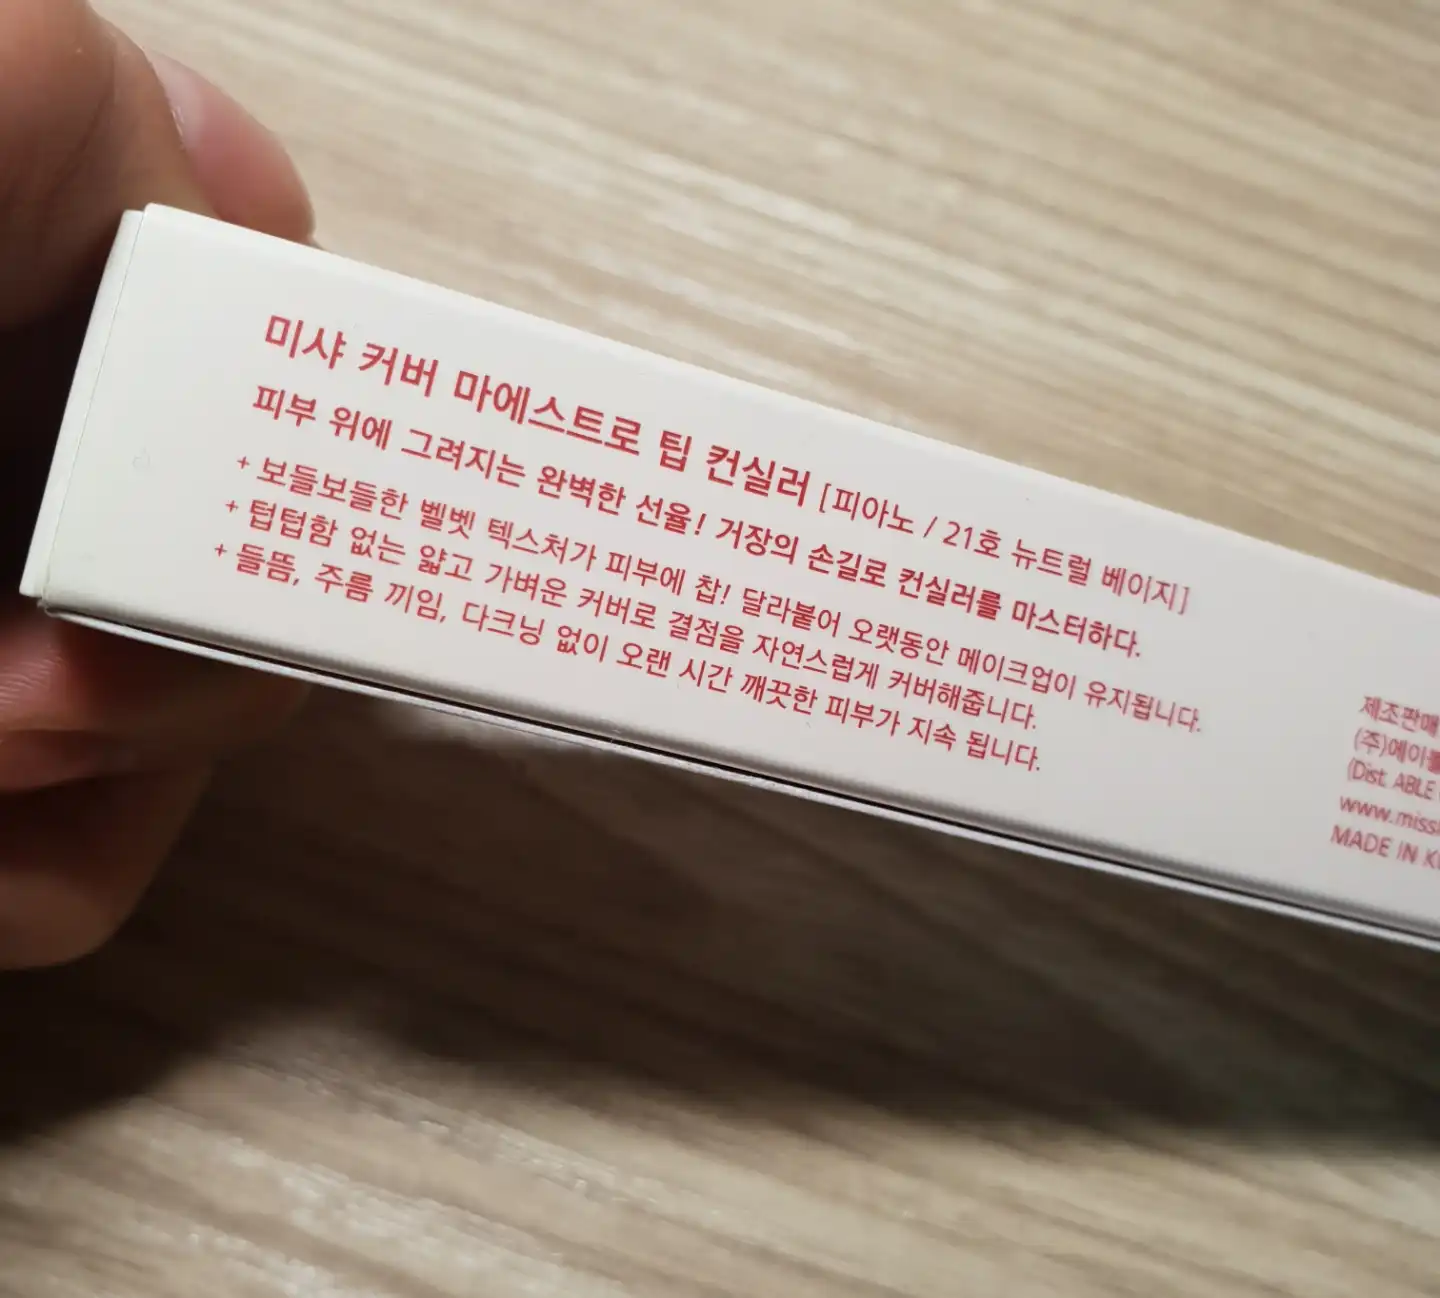 미샤 커버 마에스트로 팁 컨실러 [피아노 / 21호 뉴트럴 베이지]
피부 위에 그려지는 완벽한 선율! 거장의 손길로 컨실러를 마스터하다.
+ 보들보들한 벨벳 텍스처가 피부에 찹! 달라붙어 오랫동안 메이크업이 유지됩니다.
+ 텁텁함 없는 얇고 가벼운 커버로 결점을 자연스럽게 커버해줍니다.
+ 들뜸, 주름 끼임, 다크닝 없이 오랜 시간 깨끗한 피부가 지속 됩니다.
제조판매
(주)에이블
(Dist. ABLE
www.miss
MADE IN